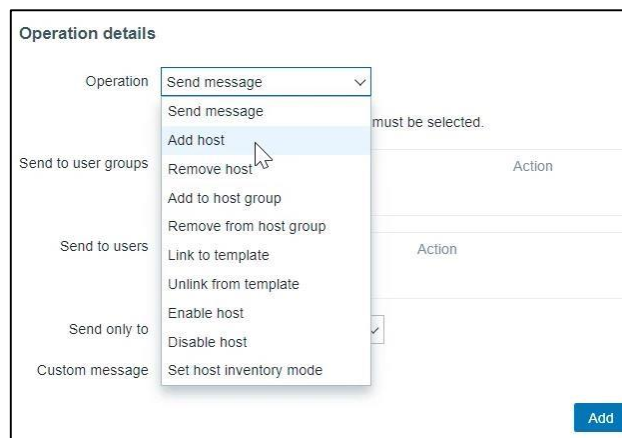 Operation details
Operation Send message
Send message
must be selected.
Add host
Send to user groups Remove host Action
Add to host group
Remove from host group
Send to users Link to template Action
Unlink from template
Enable host
Send only to
Disable host
Custom message Set host inventory mode
Add